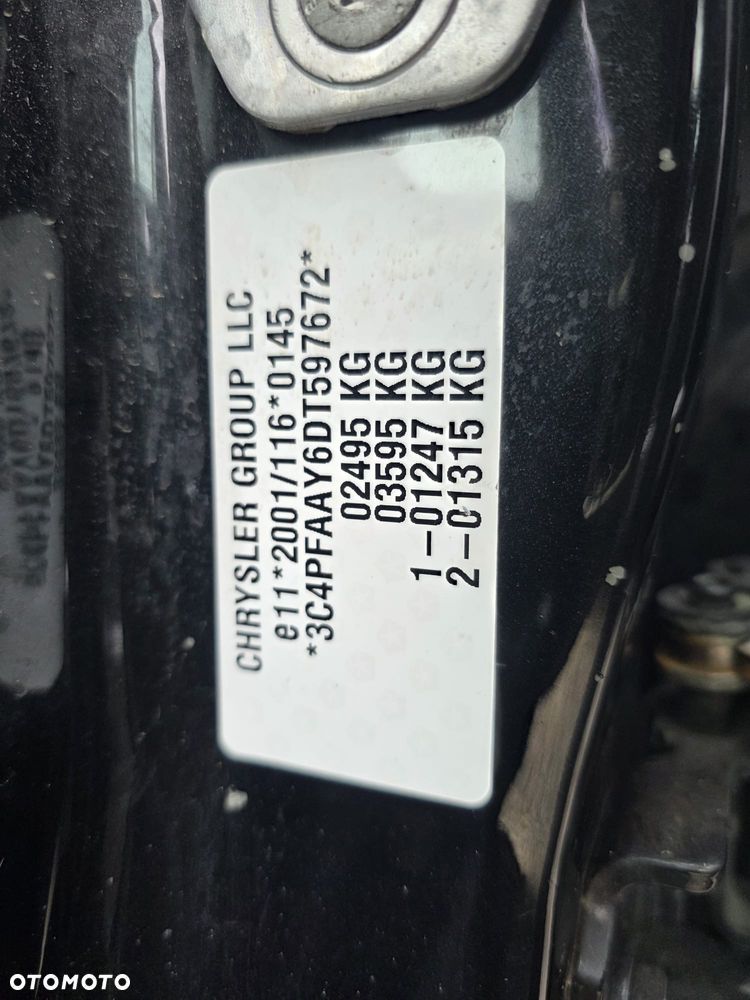 CHRYSLER GROUP LLC
e11*2001/116*0145
*3C4PFAAY6DT597672*
02495 KG
03595 KG
1-01247 KG
2-01315 KG
OTOMOTO